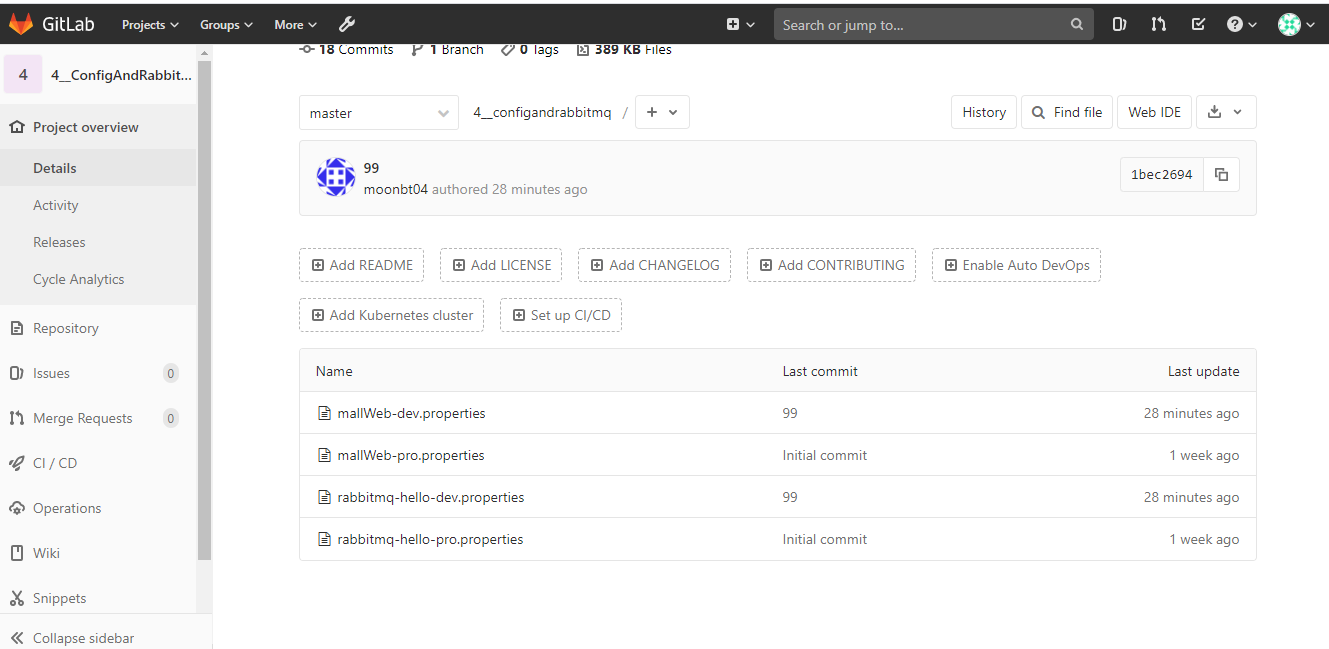 GitLab Projects Groups More Search or jump to...
18 Commits 1 Branch 0 Tags 389 KB Files
4 4__ConfigAndRabbit...
Project overview
Details
Activity
Releases
Cycle Analytics
Repository
Issues 0
Merge Requests 0
CI / CD
Operations
Wiki
Snippets
Collapse sidebar
master 4__configandrabbitmq / + History Find file Web IDE
99
moonbt04 authored 28 minutes ago
1bec2694
Add README Add LICENSE Add CHANGELOG Add CONTRIBUTING Enable Auto DevOps
Add Kubernetes cluster Set up CI/CD
Name Last commit Last update
mallWeb-dev.properties 99 28 minutes ago
mallWeb-pro.properties Initial commit 1 week ago
rabbitmq-hello-dev.properties 99 28 minutes ago
rabbitmq-hello-pro.properties Initial commit 1 week ago